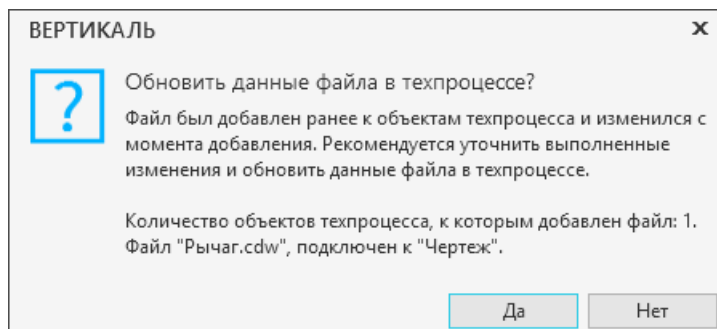 ВЕРТИКАЛЬ
x
?
Обновить данные файла в техпроцессе?
Файл был добавлен ранее к объектам техпроцесса и изменился с
момента добавления. Рекомендуется уточнить выполненные
изменения и обновить данные файла в техпроцессе.
Количество объектов техпроцесса, к которым добавлен файл: 1.
Файл "Рычаг.cdw", подключен к "Чертеж".
Да Нет